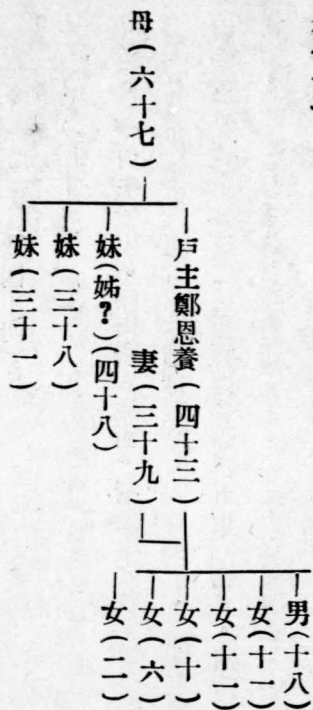 母(六十七)
戸主鄭恩養(四十三)
妻(三十九)
妹(姊?)(四十八)
妹(三十八)
妹(三十一)
男(十八)
女(十一)
女(十一)
女(十)
女(六)
女(二)